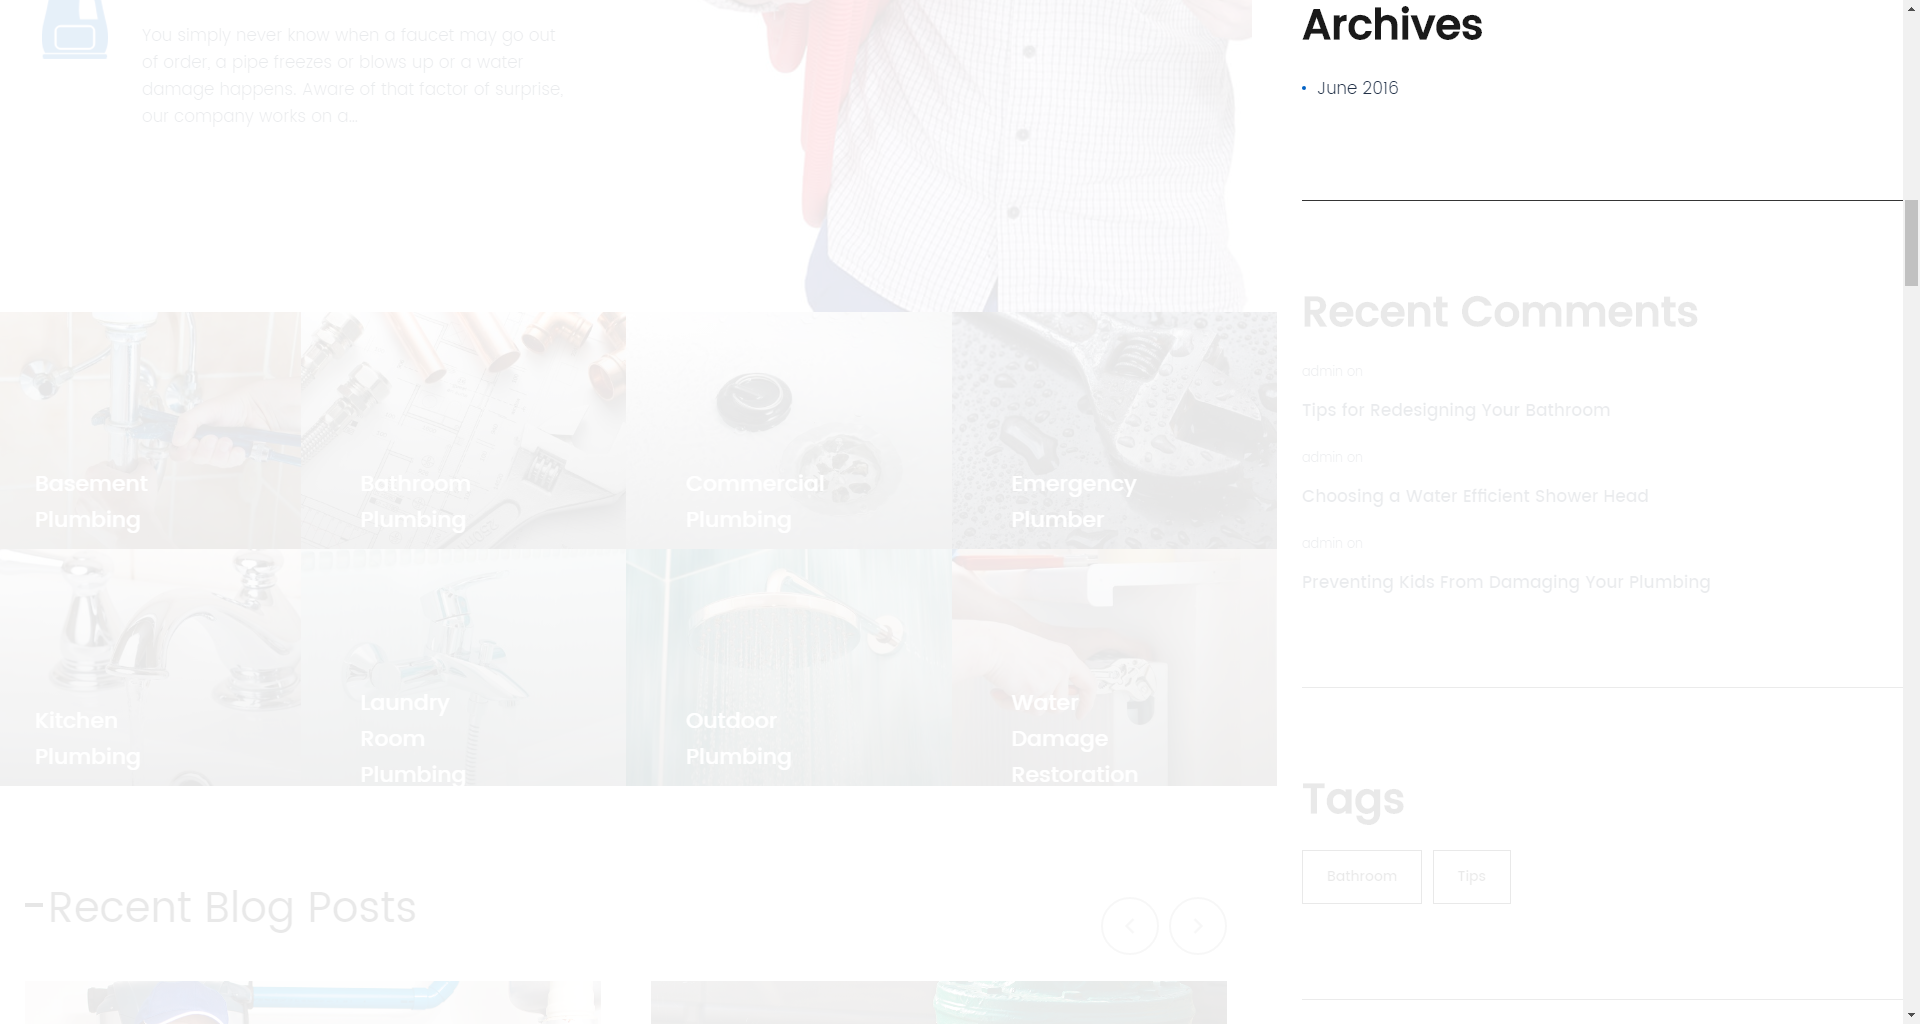 You simply never know when a faucet may go out
of order, a pipe freezes or blows up or a water
damage happens. Aware of that factor of surprise,
our company works on a...
Basement
Plumbing
Bathroom
Plumbing
Commercial
Plumbing
Emergency
Plumber
Kitchen
Plumbing
Laundry
Room
Plumbing
Outdoor
Plumbing
Water
Damage
Restoration
Recent Blog Posts
Archives
June 2016
Recent Comments
admin on
Tips for Redesigning Your Bathroom
admin on
Choosing a Water Efficient Shower Head
admin on
Preventing Kids From Damaging Your Plumbing
Tags
Bathroom
Tips